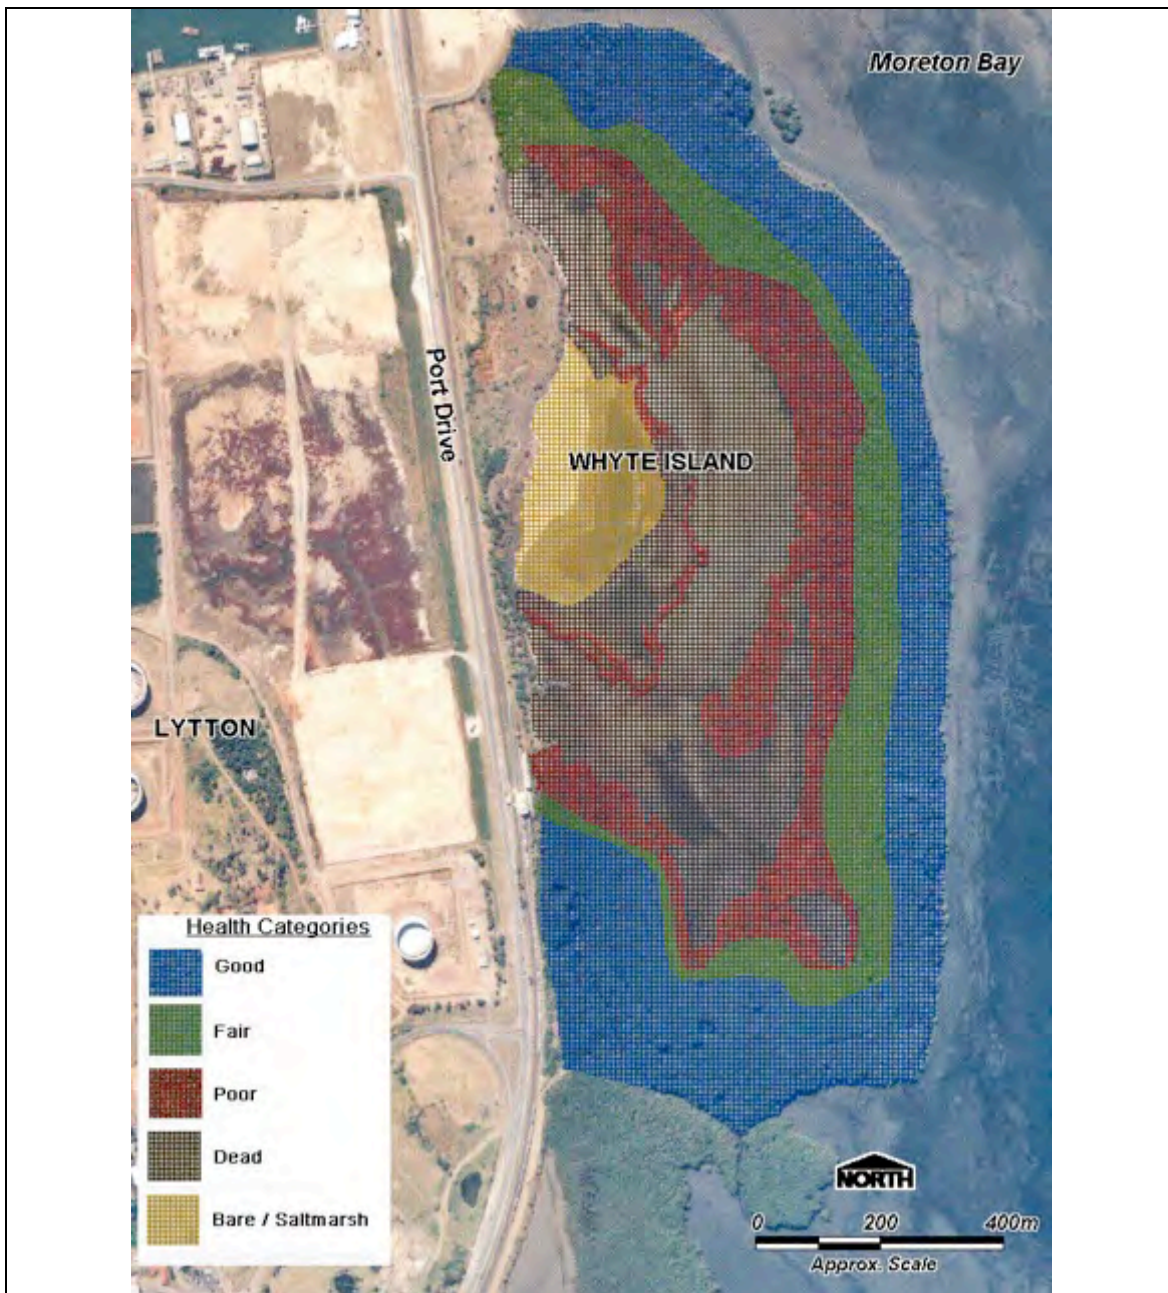 Moreton Bay
Port Drive
WHYTE ISLAND
LYTTON
Health Categories
Good
Fair
Poor
Dead
Bare / Saltmarsh
NORTH
0 200 400m
Approx. Scale